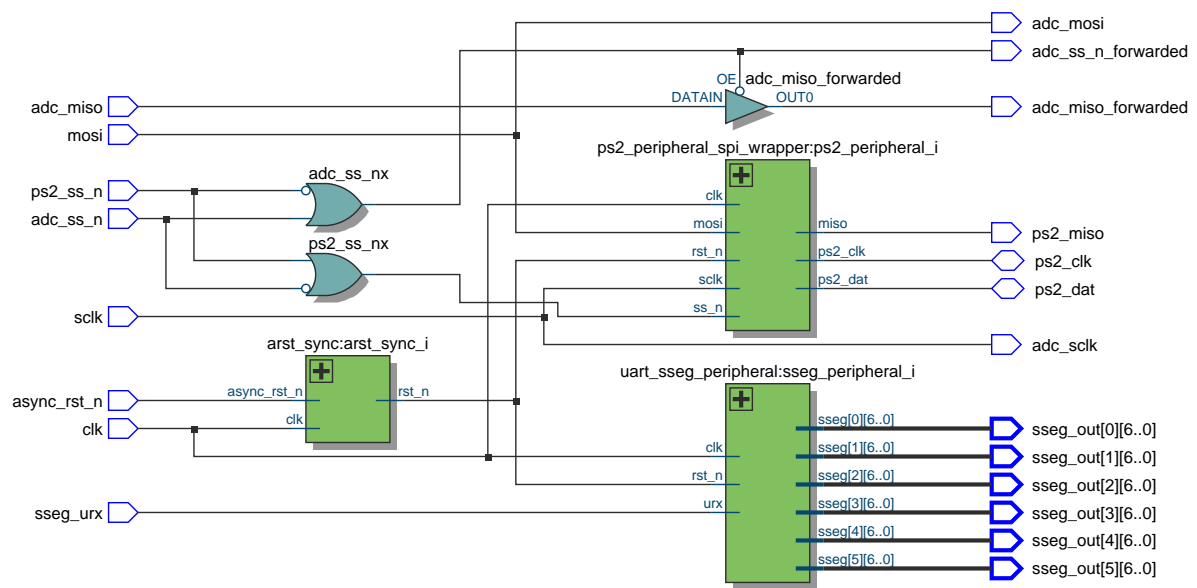 adc_mosi
adc_ss_n_forwarded
OE
adc_miso_forwarded
adc_miso
DATAIN
OUT0
adc_miso_forwarded
mosi
ps2_peripheral_spi_wrapper:ps2_peripheral_i
adc_ss_nx
ps2_ss_n
clk
adc_ss_n
mosi
miso
ps2_miso
ps2_ss_nx
rst_n
ps2_clk
ps2_clk
sclk
ps2_dat
ps2_dat
sclk
ss_n
arst_sync:arst_sync_i
adc_sclk
uart_sseg_peripheral:sseg_peripheral_i
async_rst_n
async_rst_n
rst_n
clk
clk
sseg[0][6..0]
sseg_out[0][6..0]
clk
sseg[1][6..0]
sseg_out[1][6..0]
rst_n
sseg[2][6..0]
sseg_out[2][6..0]
sseg_urx
urx
sseg[3][6..0]
sseg_out[3][6..0]
sseg[4][6..0]
sseg_out[4][6..0]
sseg[5][6..0]
sseg_out[5][6..0]